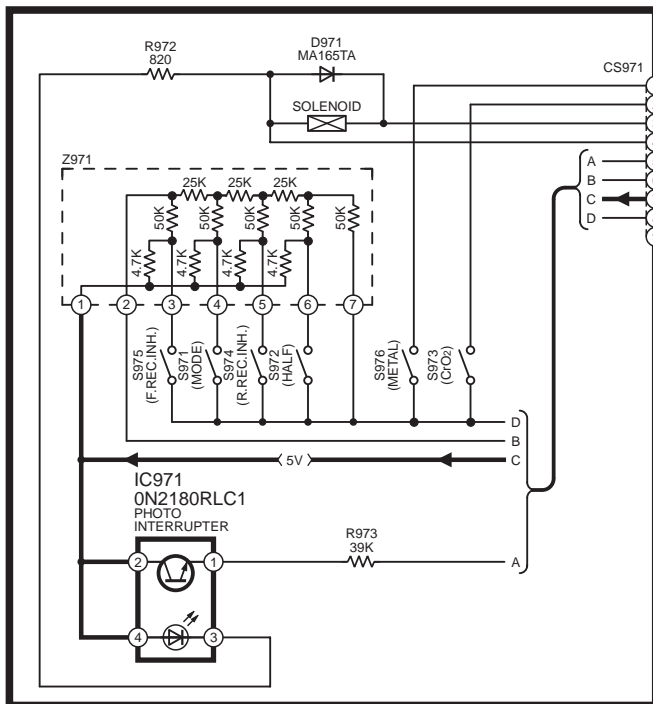 R972
820
D971
MA165TA
CS971
SOLENOID
Z971
25K 25K 25K
50K 50K 50K 50K 50K
4.7K 4.7K 4.7K 4.7K
A
B
C
D
1 2 3 4 5 6 7
S975
(F.REC.INH.)
S971
(MODE)
S974
(R.REC.INH.)
S972
(HALF)
S976
(METAL)
S973
(CrO2)
D
B
5V C
IC971
0N2180RLC1
PHOTO
INTERRUPTER
R973
39K
2 1 A
4 3